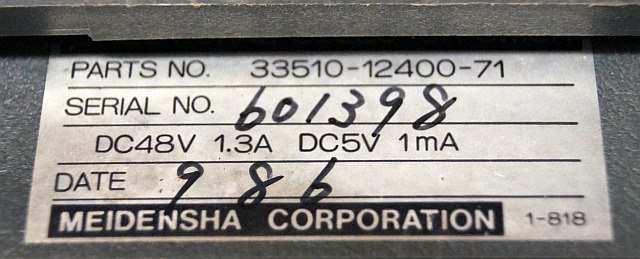 PARTS NO. 33510-12400-71
SERIAL NO. 601398
DC48V 1.3A DC5V 1mA
DATE 9 8 6
MEIDENSHA CORPORATION 1-818